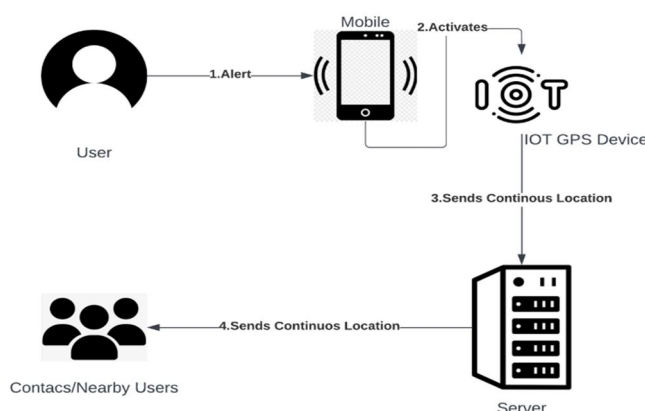 Mobile
2.Activates
1.Alert
IOT
User
IOT GPS Device
3.Sends Continous Location
4.Sends Continuos Location
Contacs/Nearby Users
Server